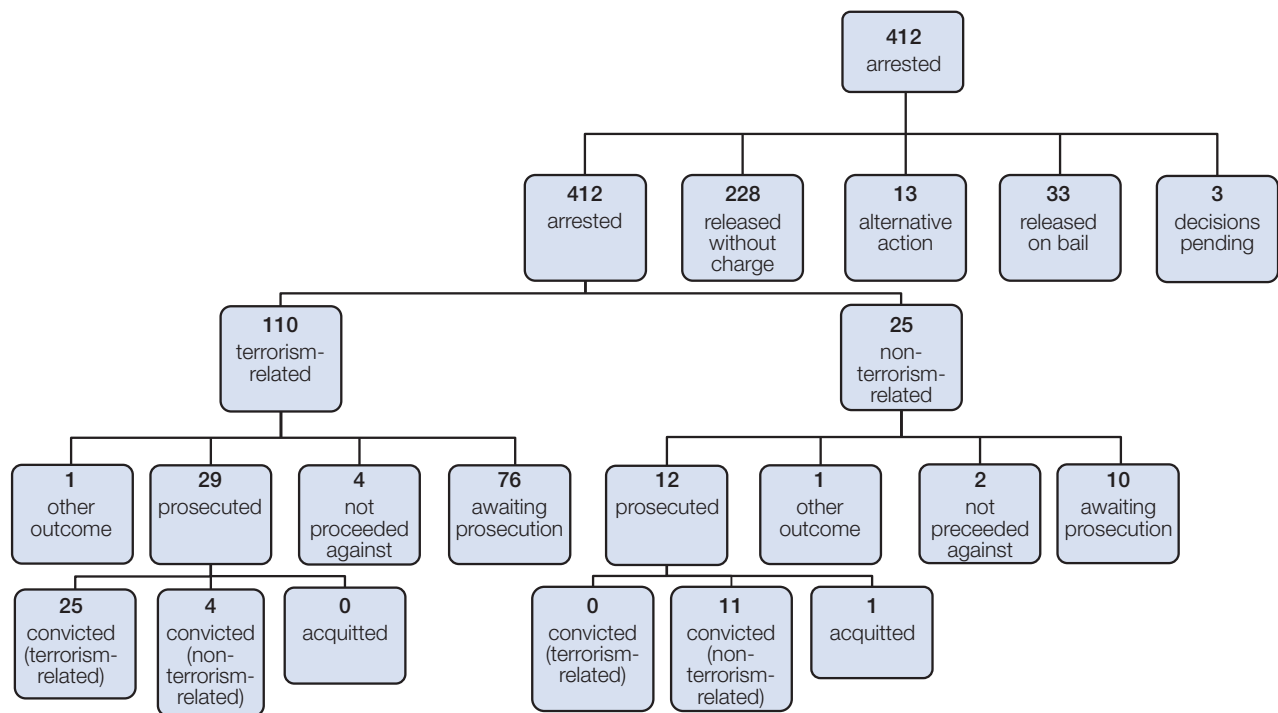 412
arrested
412
arrested
228
released
without
charge
13
alternative
action
33
released
on bail
3
decisions
pending
110
terrorism-
related
25
non-
terrorism-
related
1
other
outcome
29
prosecuted
4
not
proceeded
against
76
awaiting
prosecution
12
prosecuted
1
other
outcome
2
not
preceeded
against
10
awaiting
prosecution
25
convicted
(terrorism-
related)
4
convicted
(non-
terrorism-
related)
0
acquitted
0
convicted
(terrorism-
related)
11
convicted
(non-
terrorism-
related)
1
acquitted